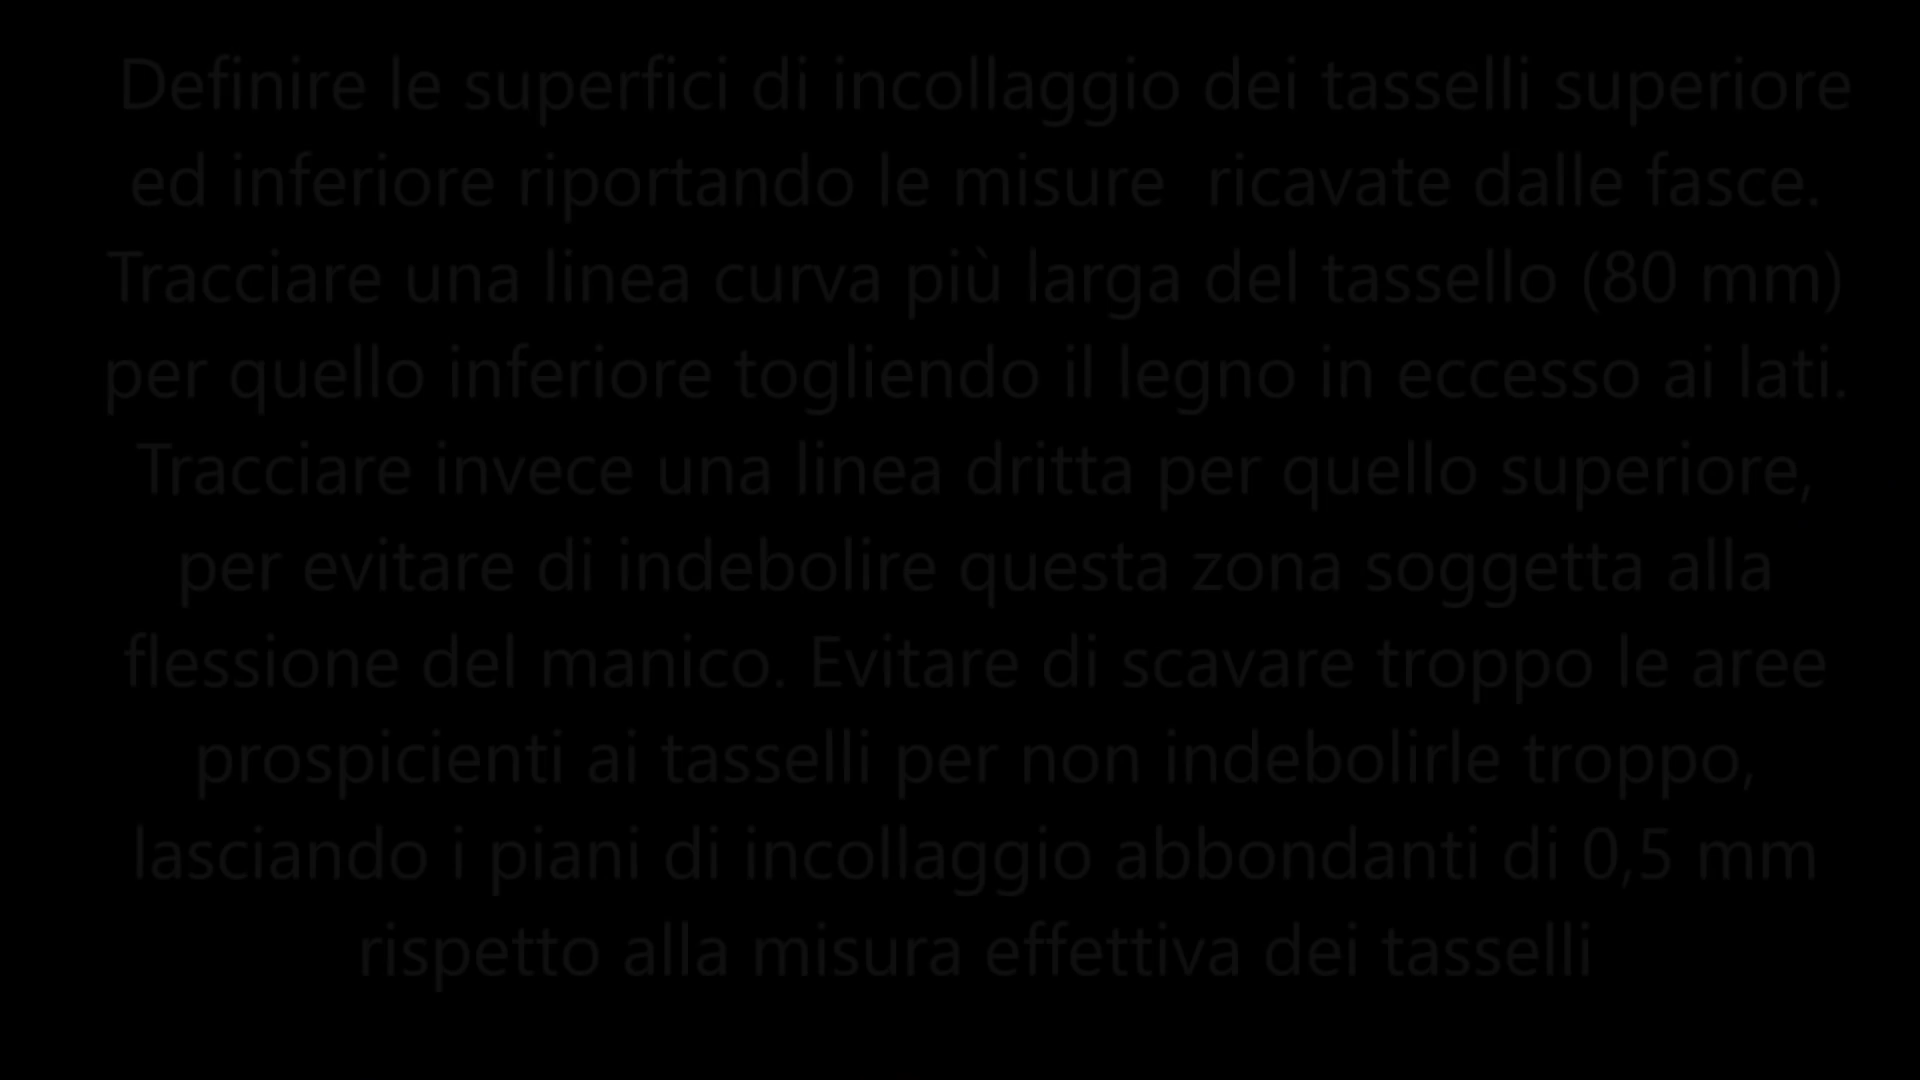 Definire le superfici di incollaggio dei tasselli superiore
ed inferiore riportando le misure  ricavate dalle fasce.
Tracciare una linea curva più larga del tassello (80 mm)
per quello inferiore togliendo il legno in eccesso ai lati.
Tracciare invece una linea dritta per quello superiore,
per evitare di indebolire questa zona soggetta alla
flessione del manico. Evitare di scavare troppo le aree
prospicienti ai tasselli per non indebolirle troppo,
lasciando i piani di incollaggio abbondanti di 0,5 mm
rispetto alla misura effettiva dei tasselli